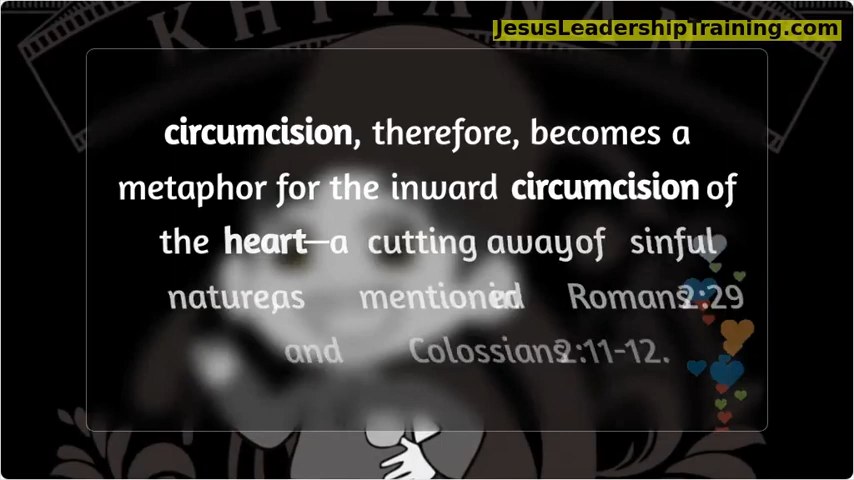 KHIYANAN
JesusLeadershipTraining.com
circumcision, therefore, becomes a
metaphor for the inward circumcision of
the heart—a cutting away of sinful
nature, as mentioned in Romans 2:29
and Colossians 2:11-12.